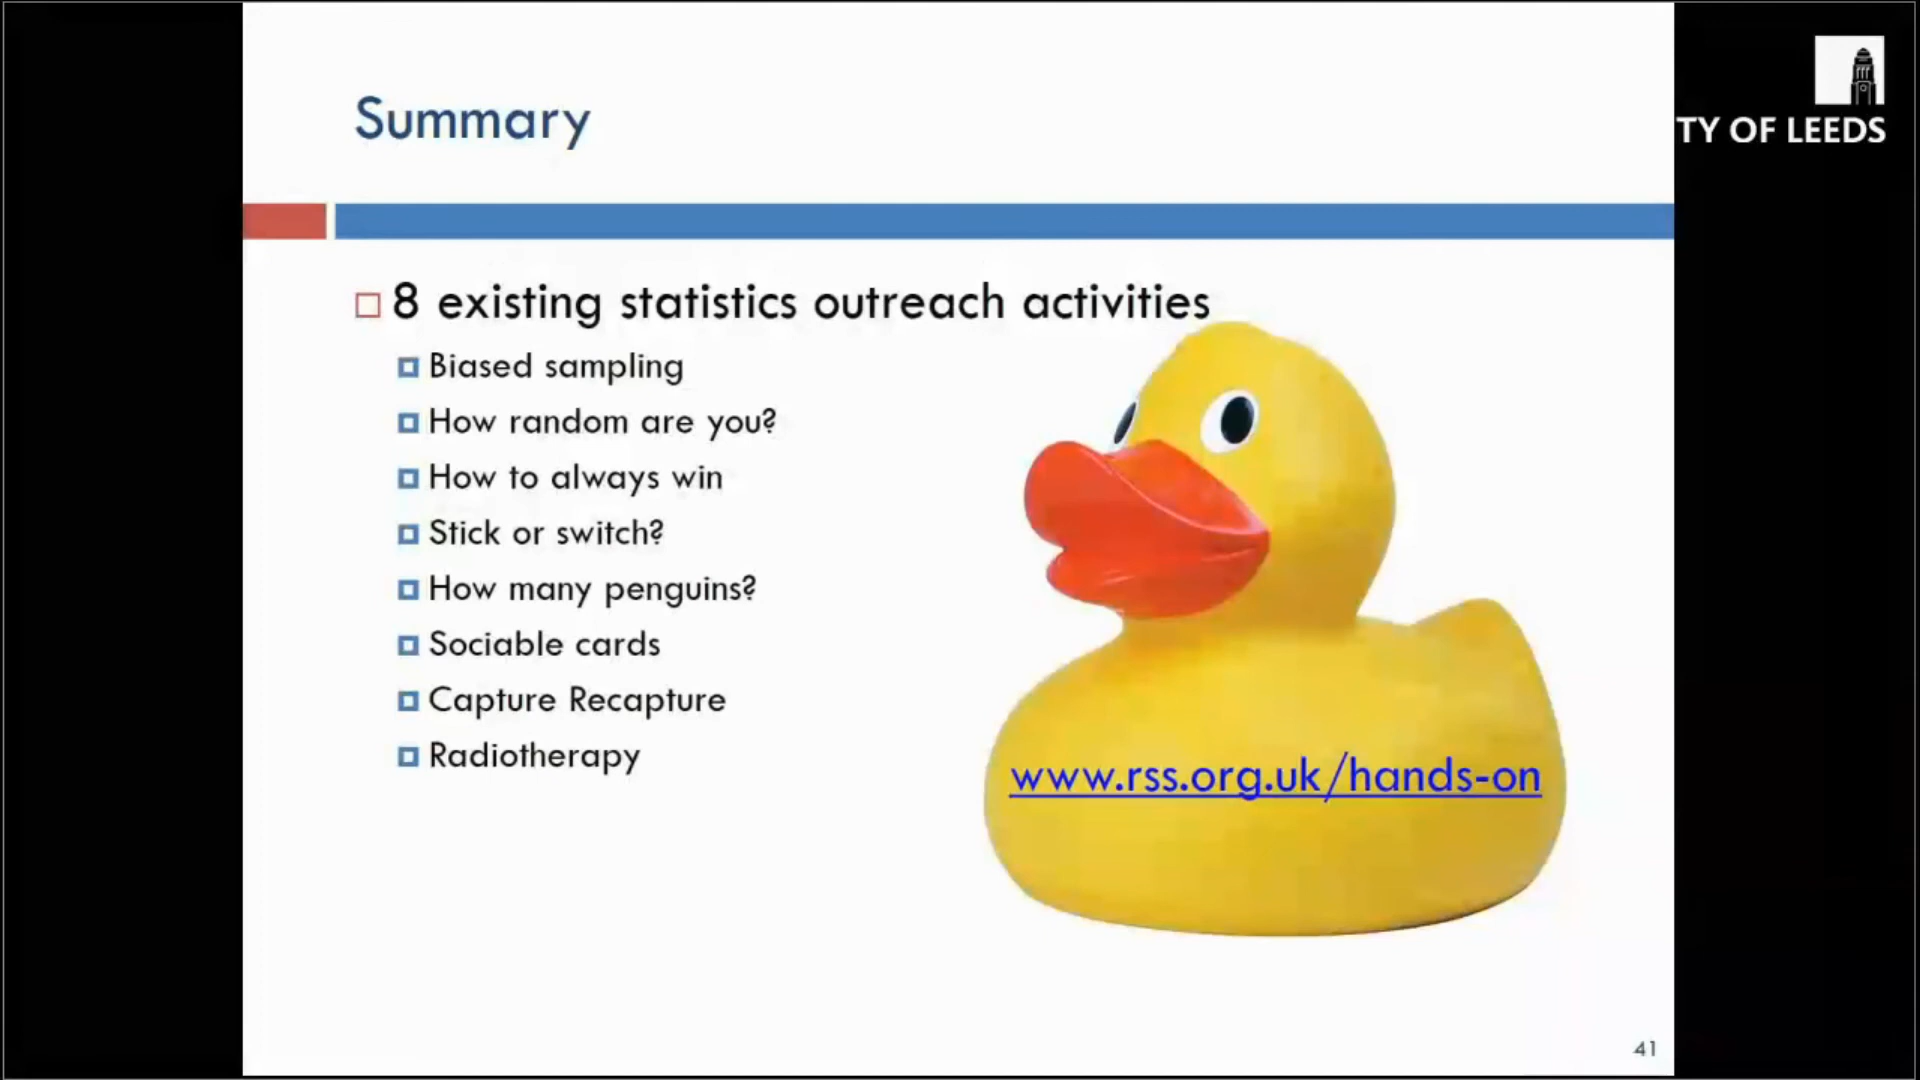 Summary
TY OF LEEDS
8 existing statistics outreach activities
Biased sampling
How random are you?
How to always win
Stick or switch?
How many penguins?
Sociable cards
Capture Recapture
Radiotherapy
www.rss.org.uk/hands-on
41